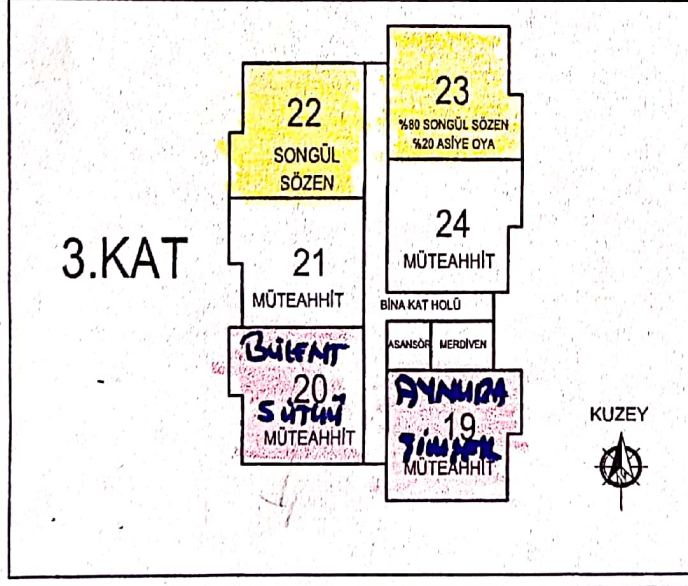 22
SONGÜL
SÖZEN
23
%80 SONGÜL SÖZEN
%20 ASİYE OYA
3.KAT
21
MÜTEAHHİT
24
MÜTEAHHİT
BİNA KAT HOLÜ
ASANSÖR
MERDİVEN
BÜLENT
20
MÜTEAHHİT
19
MÜTEAHHİT
KUZEY